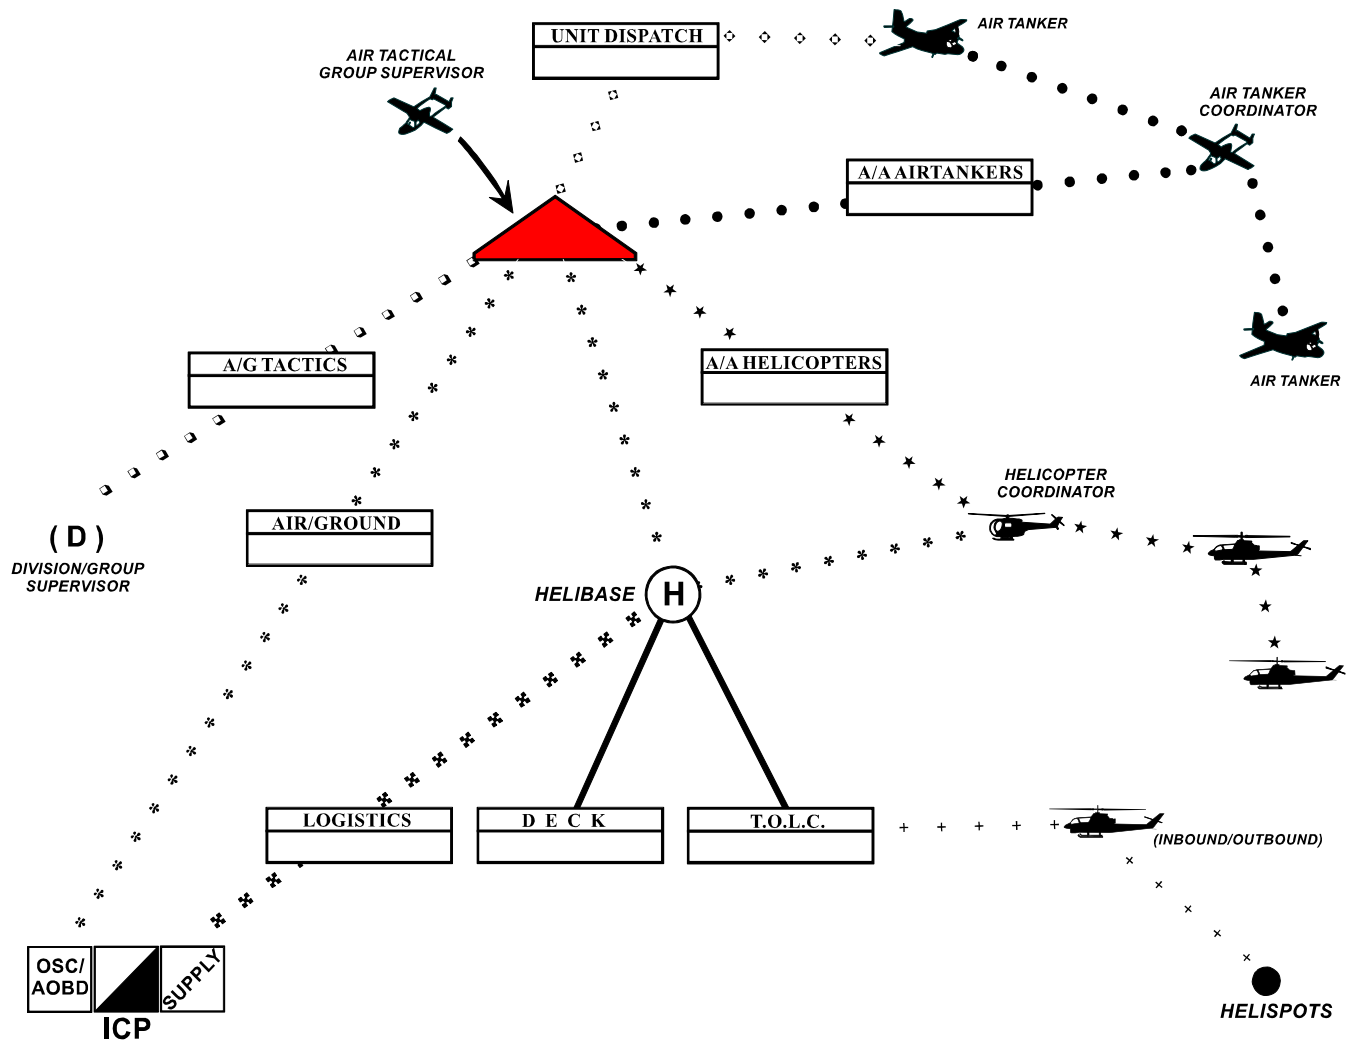 UNIT DISPATCH
AIR TANKER
AIR TACTICAL
GROUP SUPERVISOR
AIR TANKER
COORDINATOR
A/A AIRTANKERS
A/G TACTICS
A/A HELICOPTERS
AIR TANKER
HELICOPTER
COORDINATOR
AIR/GROUND
(D)
DIVISION/GROUP
SUPERVISOR
HELIBASE
H
LOGISTICS
DECK
T.O.L.C.
(INBOUND/OUTBOUND)
OSC/
AOBD
SUPPLY
ICP
HELISPOTS